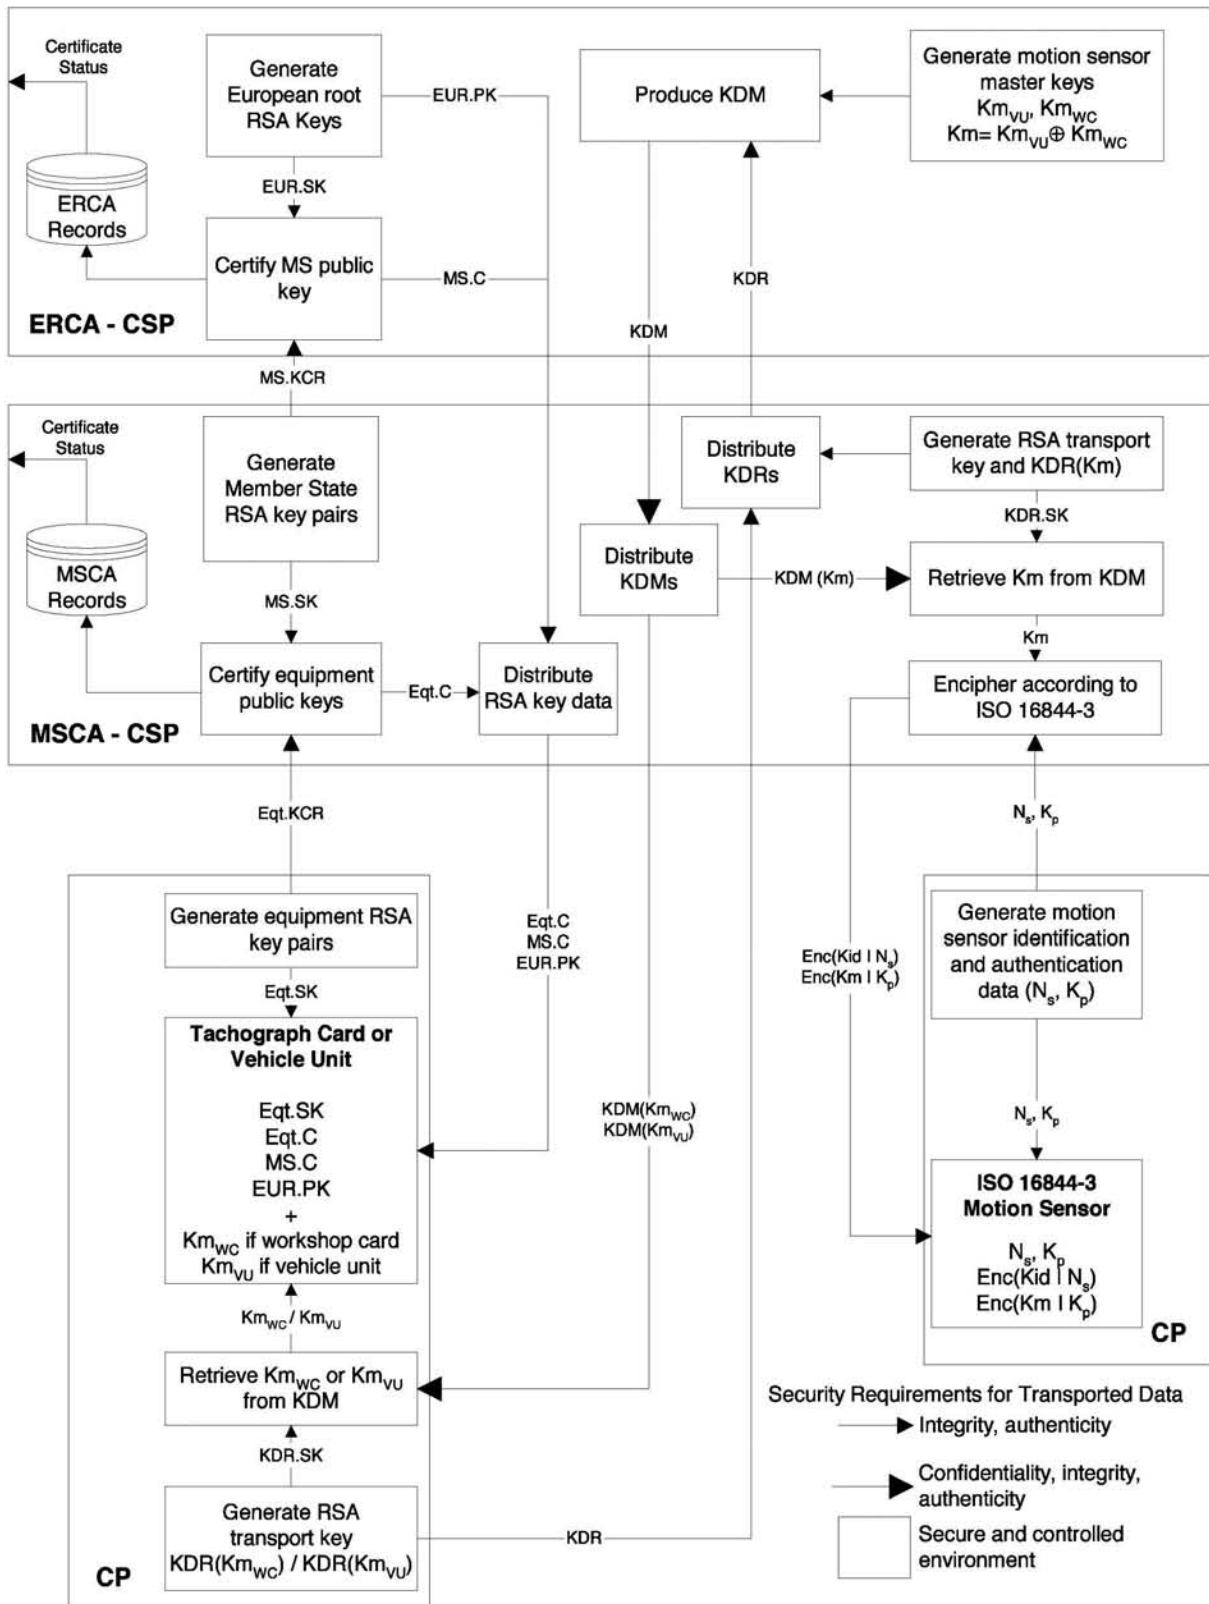 Certificate
Status
Generate
European root
RSA Keys
EUR.PK
Produce KDM
Generate motion sensor
master keys
Km_VU, Km_WC
Km= Km_VU ⊕ Km_WC
EUR.SK
ERCA
Records
Certify MS public
key
MS.C
KDR
KDM
ERCA - CSP
MS.KCR
Certificate
Status
Generate
Member State
RSA key pairs
Distribute
KDRs
Generate RSA transport
key and KDR(Km)
KDR.SK
MSCA
Records
Distribute
KDMs
KDM (Km)
Retrieve Km from KDM
MS.SK
Km
Certify equipment
public keys
Eqt.C
Distribute
RSA key data
Encipher according to
ISO 16844-3
MSCA - CSP
Eqt.KCR
N_s, K_p
Generate equipment RSA
key pairs
Eqt.C
MS.C
EUR.PK
Enc(Kid | N_s)
Enc(Km | K_p)
Generate motion
sensor identification
and authentication
data (N_s, K_p)
Eqt.SK
Tachograph Card or
Vehicle Unit
Eqt.SK
Eqt.C
MS.C
EUR.PK
+
Km_WC if workshop card
Km_VU if vehicle unit
KDM(Km_WC)
KDM(Km_VU)
N_s, K_p
ISO 16844-3
Motion Sensor
N_s, K_p
Enc(Kid | N_s)
Enc(Km | K_p)
CP
Km_WC / Km_VU
Retrieve Km_WC or Km_VU
from KDM
KDR.SK
Generate RSA
transport key
KDR(Km_WC) / KDR(Km_VU)
KDR
CP
Security Requirements for Transported Data
Integrity, authenticity
Confidentiality, integrity,
authenticity
Secure and controlled
environment